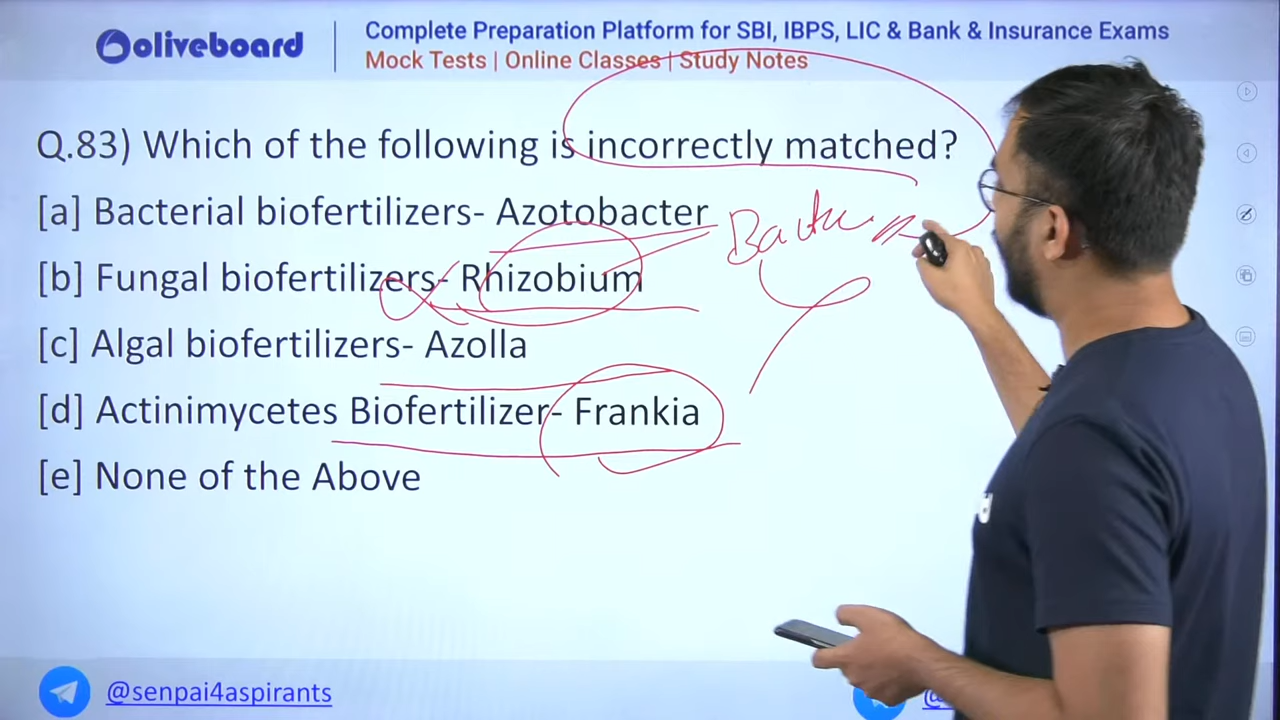 oliveboard
Complete Preparation Platform for SBI, IBPS, LIC & Bank & Insurance Exams
Mock Tests | Online Classes | Study Notes
Q.83) Which of the following is incorrectly matched?
[a] Bacterial biofertilizers- Azotobacter
[b] Fungal biofertilizers- Rhizobium
[c] Algal biofertilizers- Azolla
[d] Actinimycetes Biofertilizer- Frankia
[e] None of the Above
@senpai4aspirants